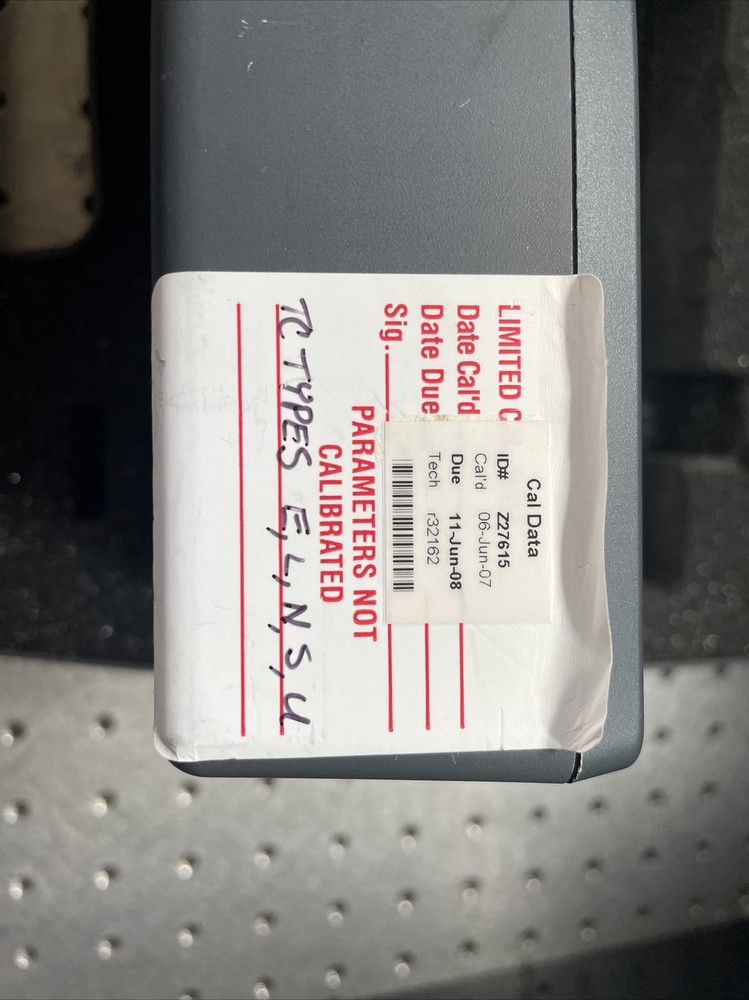 LIMITED C
Date Cal'd
Date Due
Sig.
Cal Data
ID# Z27615
Cal'd 06-Jun-07
Due 11-Jun-08
Tech r32162
PARAMETERS NOT
CALIBRATED
TC TYPES E, L, N, S, U